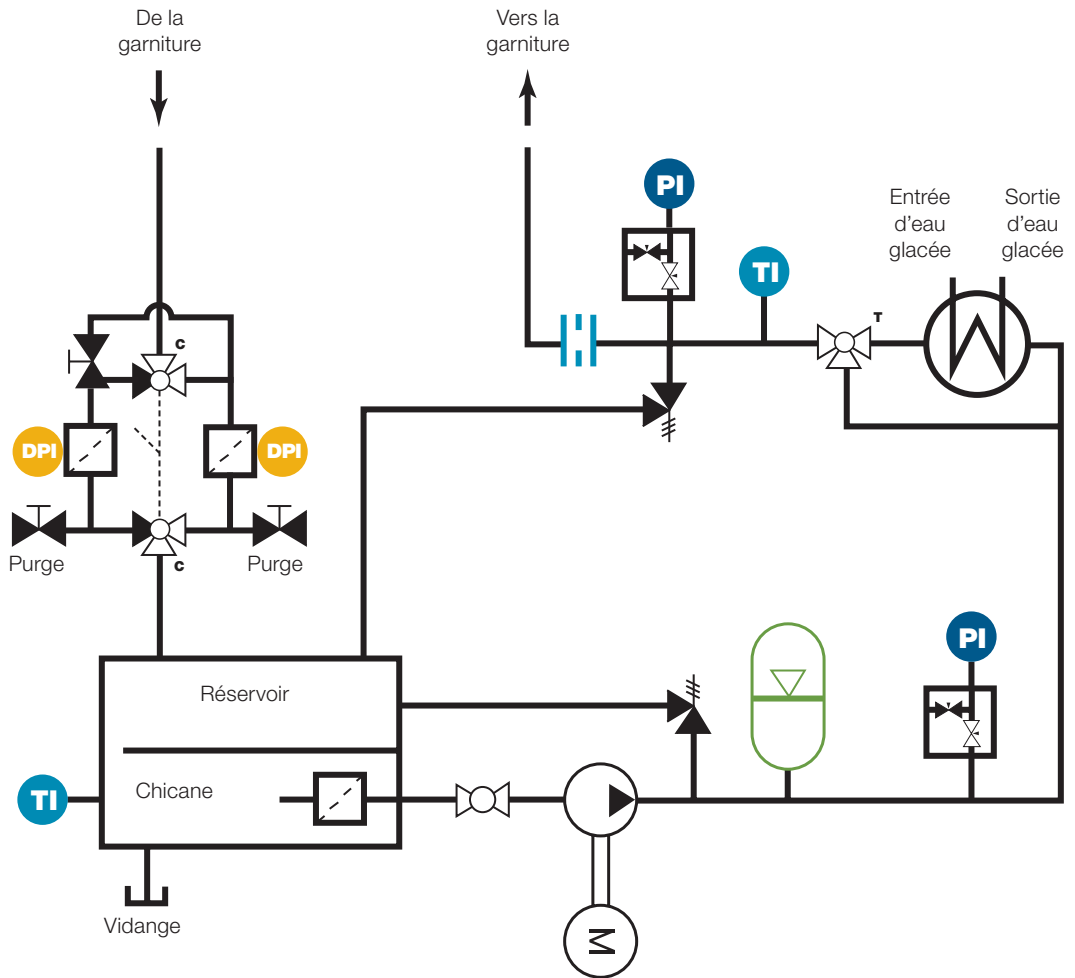 De la
garniture
Vers la
garniture
PI
Entrée
d’eau
glacée
Sortie
d’eau
glacée
TI
T
C
DPI
DPI
Purge
Purge
C
PI
Réservoir
Chicane
TI
Vidange
M